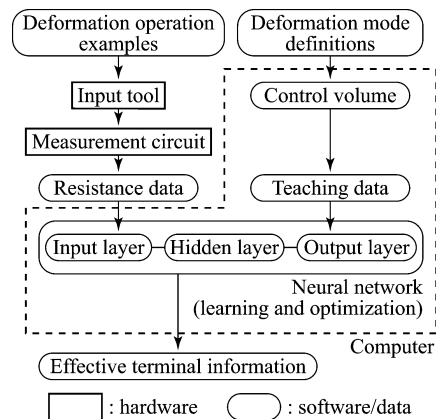 Deformation operation
examples
Deformation mode
definitions
Input tool
Control volume
Measurement circuit
Resistance data
Teaching data
Input layer
Hidden layer
Output layer
Neural network
(learning and optimization)
Computer
Effective terminal information
: hardware
: software/data